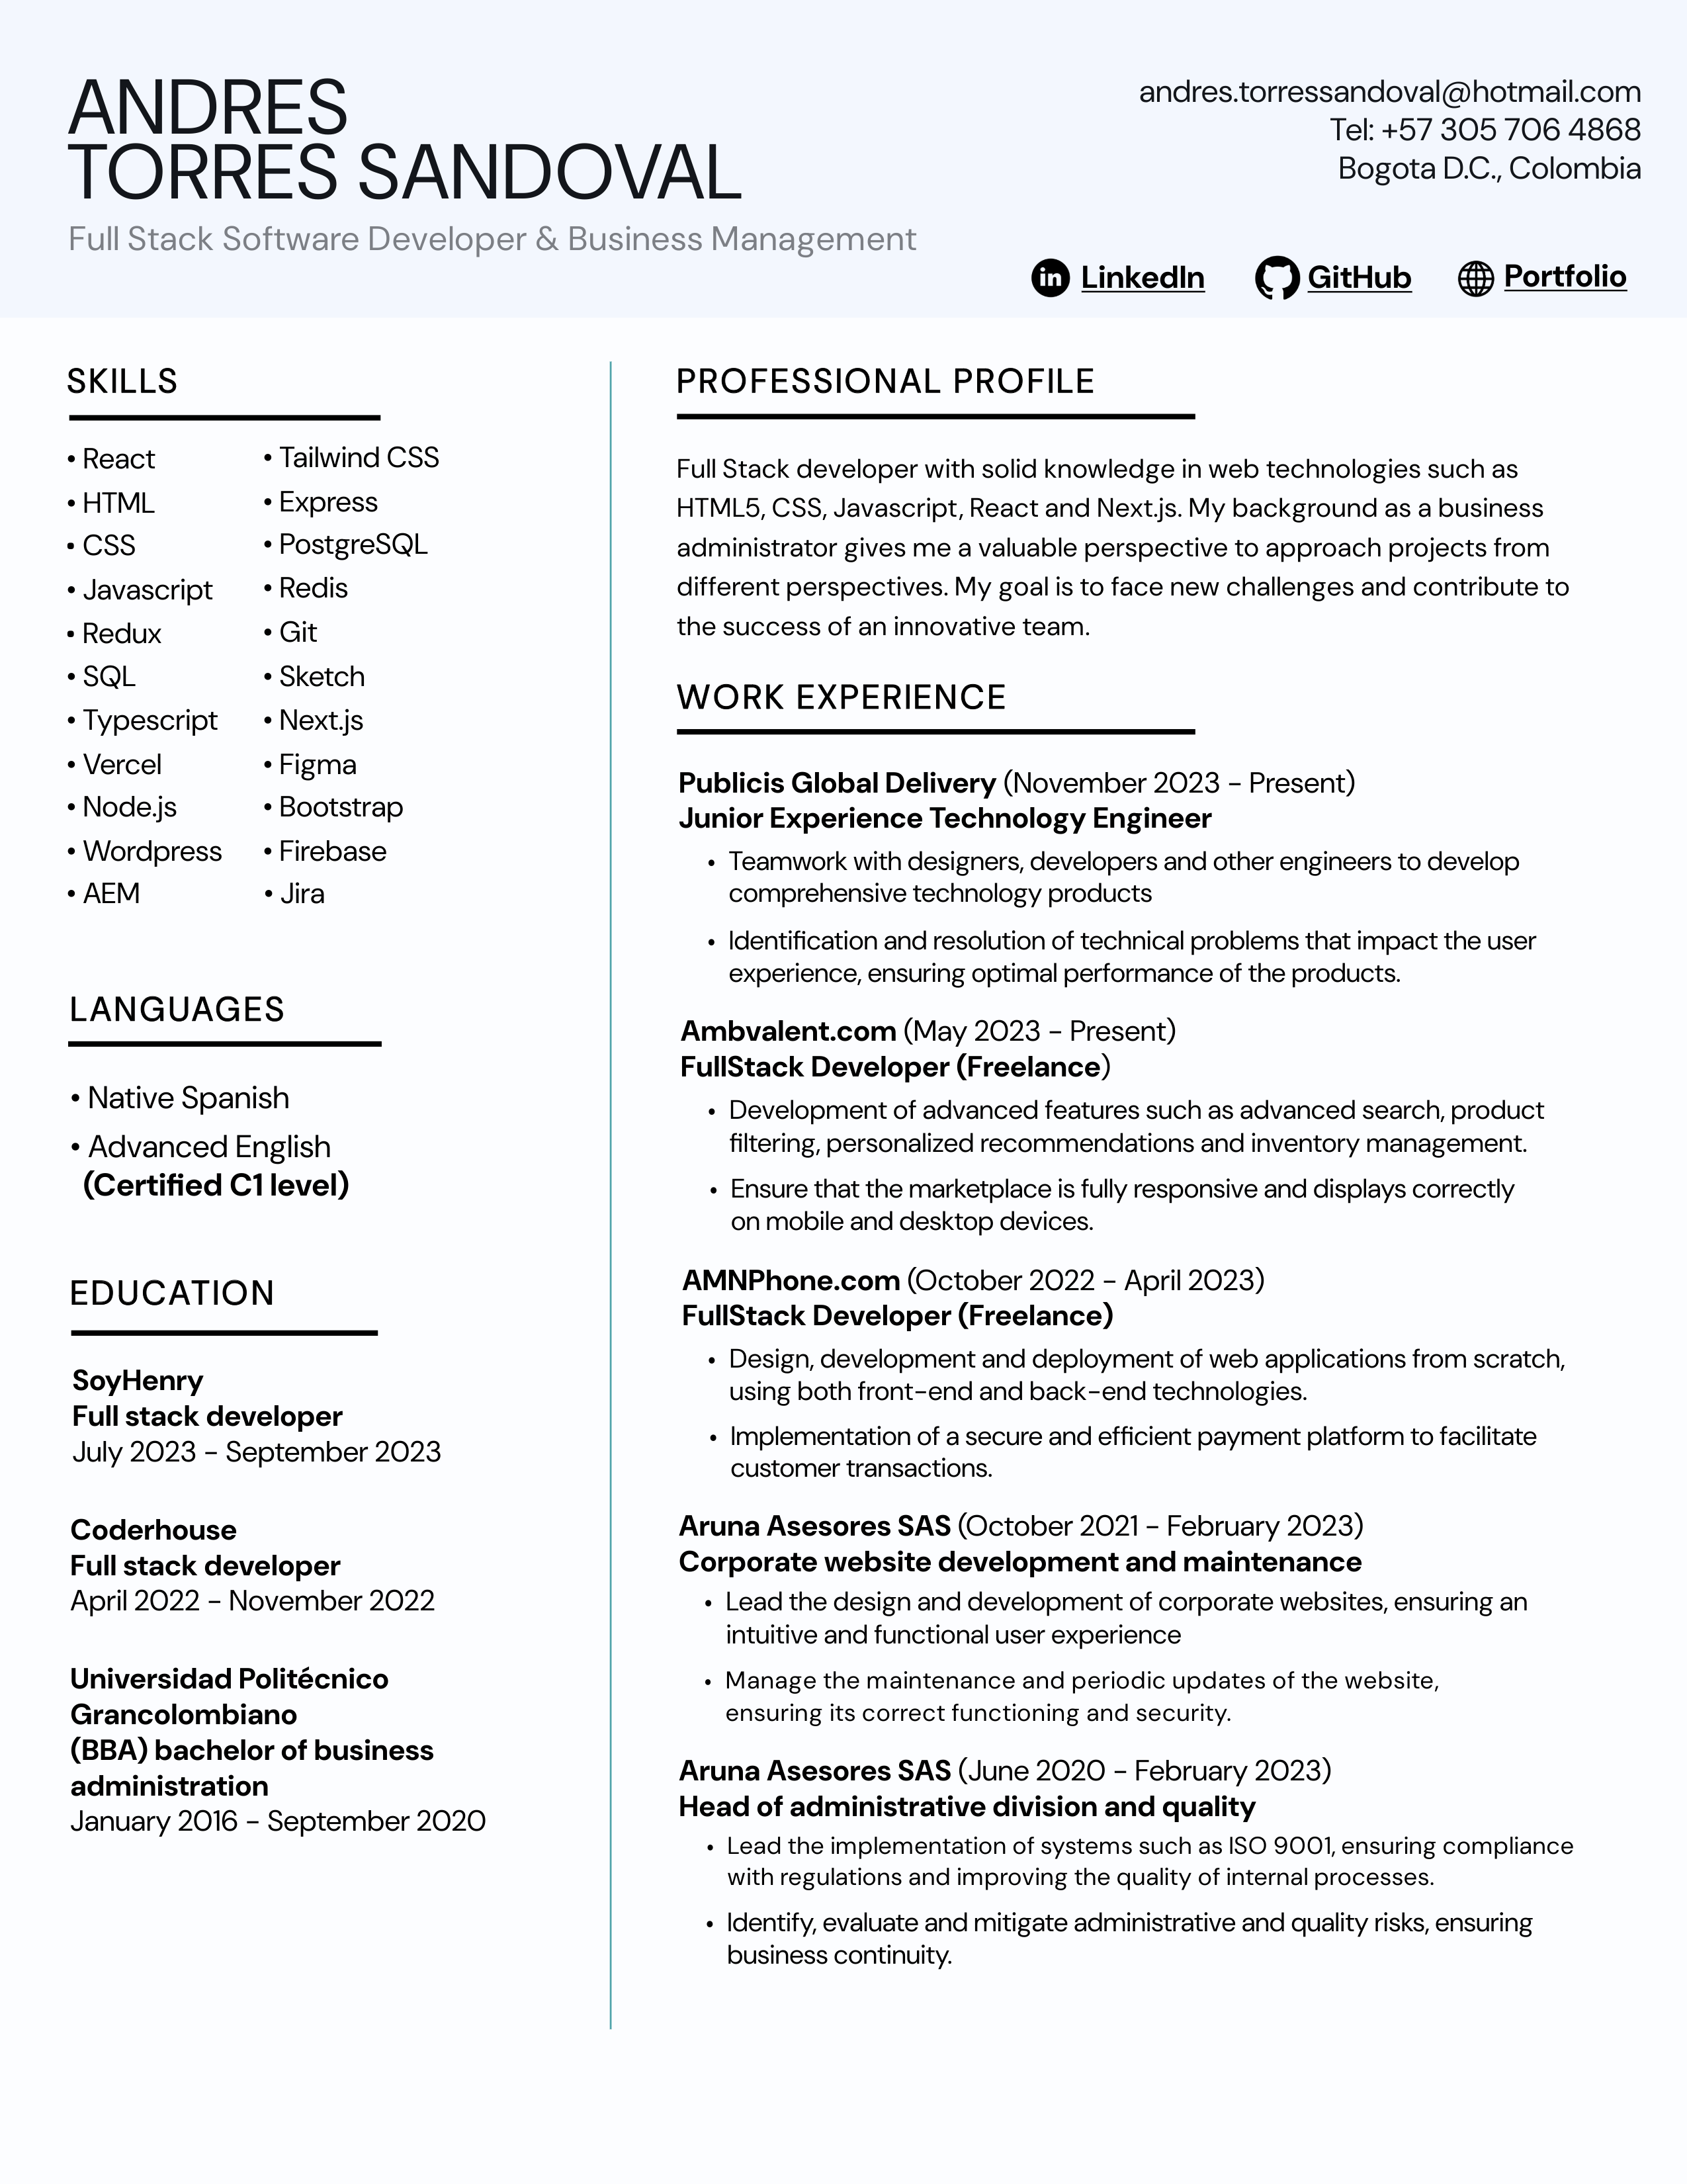 ANDRES
TORRES SANDOVAL
Full Stack Software Developer & Business Management
andres.torressandoval@hotmail.com
Tel: +57 305 706 4868
Bogota D.C., Colombia
LinkedIn
GitHub
Portfolio
SKILLS
• React
• HTML
• CSS
• Javascript
• Redux
• SQL
• Typescript
• Vercel
• Node.js
• Wordpress
• AEM
• Tailwind CSS
• Express
• PostgreSQL
• Redis
• Git
• Sketch
• Next.js
• Figma
• Bootstrap
• Firebase
• Jira
LANGUAGES
• Native Spanish
• Advanced English
(Certified C1 level)
EDUCATION
SoyHenry
Full stack developer
July 2023 - September 2023
Coderhouse
Full stack developer
April 2022 - November 2022
Universidad Politécnico
Grancolombiano
(BBA) bachelor of business
administration
January 2016 - September 2020
PROFESSIONAL PROFILE
Full Stack developer with solid knowledge in web technologies such as
HTML5, CSS, Javascript, React and Next.js. My background as a business
administrator gives me a valuable perspective to approach projects from
different perspectives. My goal is to face new challenges and contribute to
the success of an innovative team.
WORK EXPERIENCE
Publicis Global Delivery (November 2023 - Present)
Junior Experience Technology Engineer
• Teamwork with designers, developers and other engineers to develop
comprehensive technology products
• Identification and resolution of technical problems that impact the user
experience, ensuring optimal performance of the products.
Ambvalent.com (May 2023 - Present)
FullStack Developer (Freelance)
• Development of advanced features such as advanced search, product
filtering, personalized recommendations and inventory management.
• Ensure that the marketplace is fully responsive and displays correctly
on mobile and desktop devices.
AMNPhone.com (October 2022 - April 2023)
FullStack Developer (Freelance)
• Design, development and deployment of web applications from scratch,
using both front-end and back-end technologies.
• Implementation of a secure and efficient payment platform to facilitate
customer transactions.
Aruna Asesores SAS (October 2021 - February 2023)
Corporate website development and maintenance
• Lead the design and development of corporate websites, ensuring an
intuitive and functional user experience
• Manage the maintenance and periodic updates of the website,
ensuring its correct functioning and security.
Aruna Asesores SAS (June 2020 - February 2023)
Head of administrative division and quality
• Lead the implementation of systems such as ISO 9001, ensuring compliance
with regulations and improving the quality of internal processes.
• Identify, evaluate and mitigate administrative and quality risks, ensuring
business continuity.